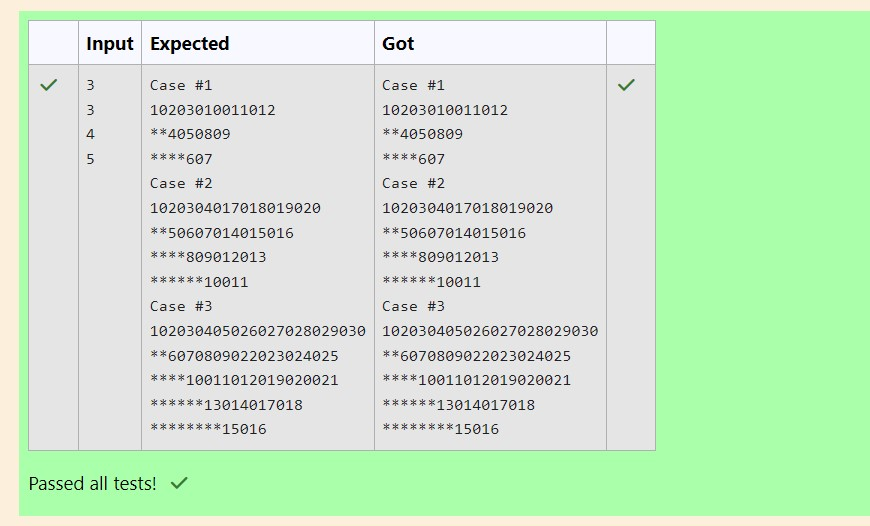 Input Expected Got
3 Case #1 Case #1
3 10203010011012 10203010011012
4 **4050809 **4050809
5 ****607 ****607
Case #2 Case #2
1020304017018019020 1020304017018019020
**50607014015016 **50607014015016
****809012013 ****809012013
******10011 ******10011
Case #3 Case #3
102030405026027028029030 102030405026027028029030
**6070809022023024025 **6070809022023024025
****10011012019020021 ****10011012019020021
******13014017018 ******13014017018
********15016 ********15016
Passed all tests!